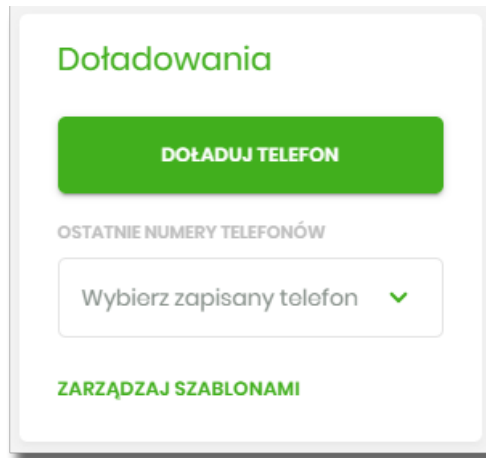 Doładowania
DOŁADUJ TELEFON
OSTATNIE NUMERY TELEFONÓW
Wybierz zapisany telefon
ZARZĄDZAJ SZABLONAMI